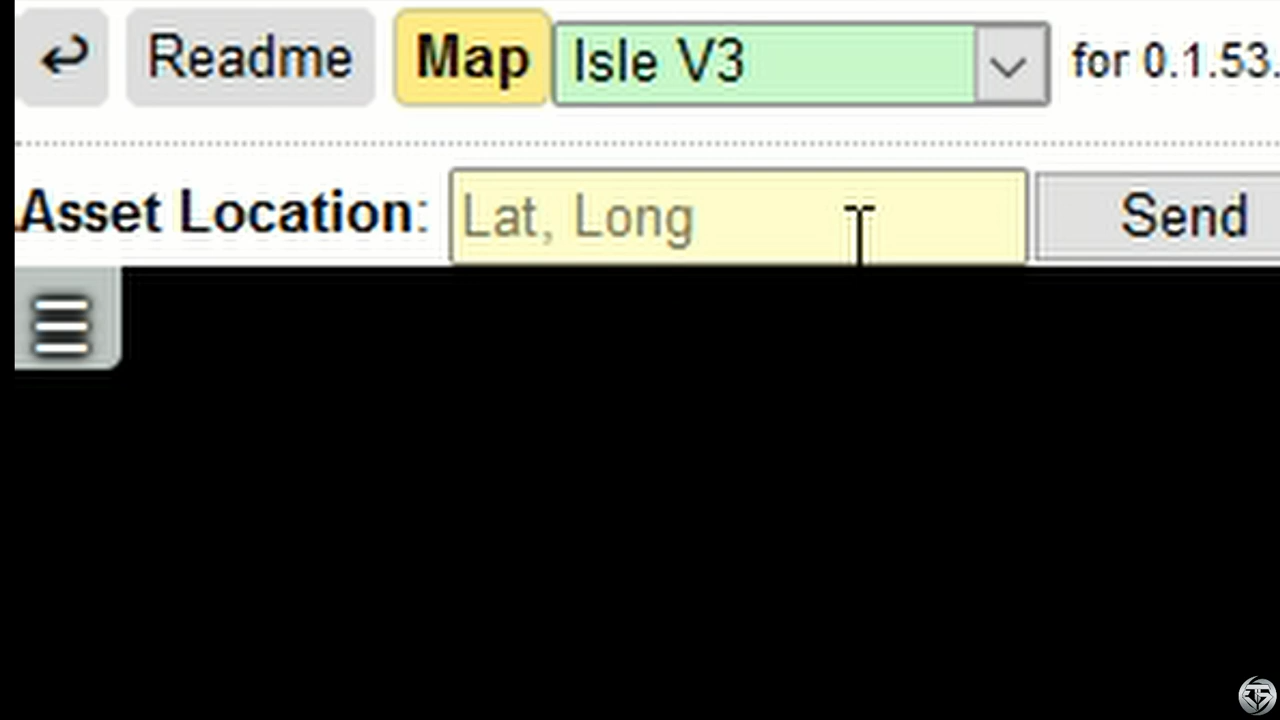 Readme Map Isle V3 for 0.1.53.
Asset Location: Lat, Long Send